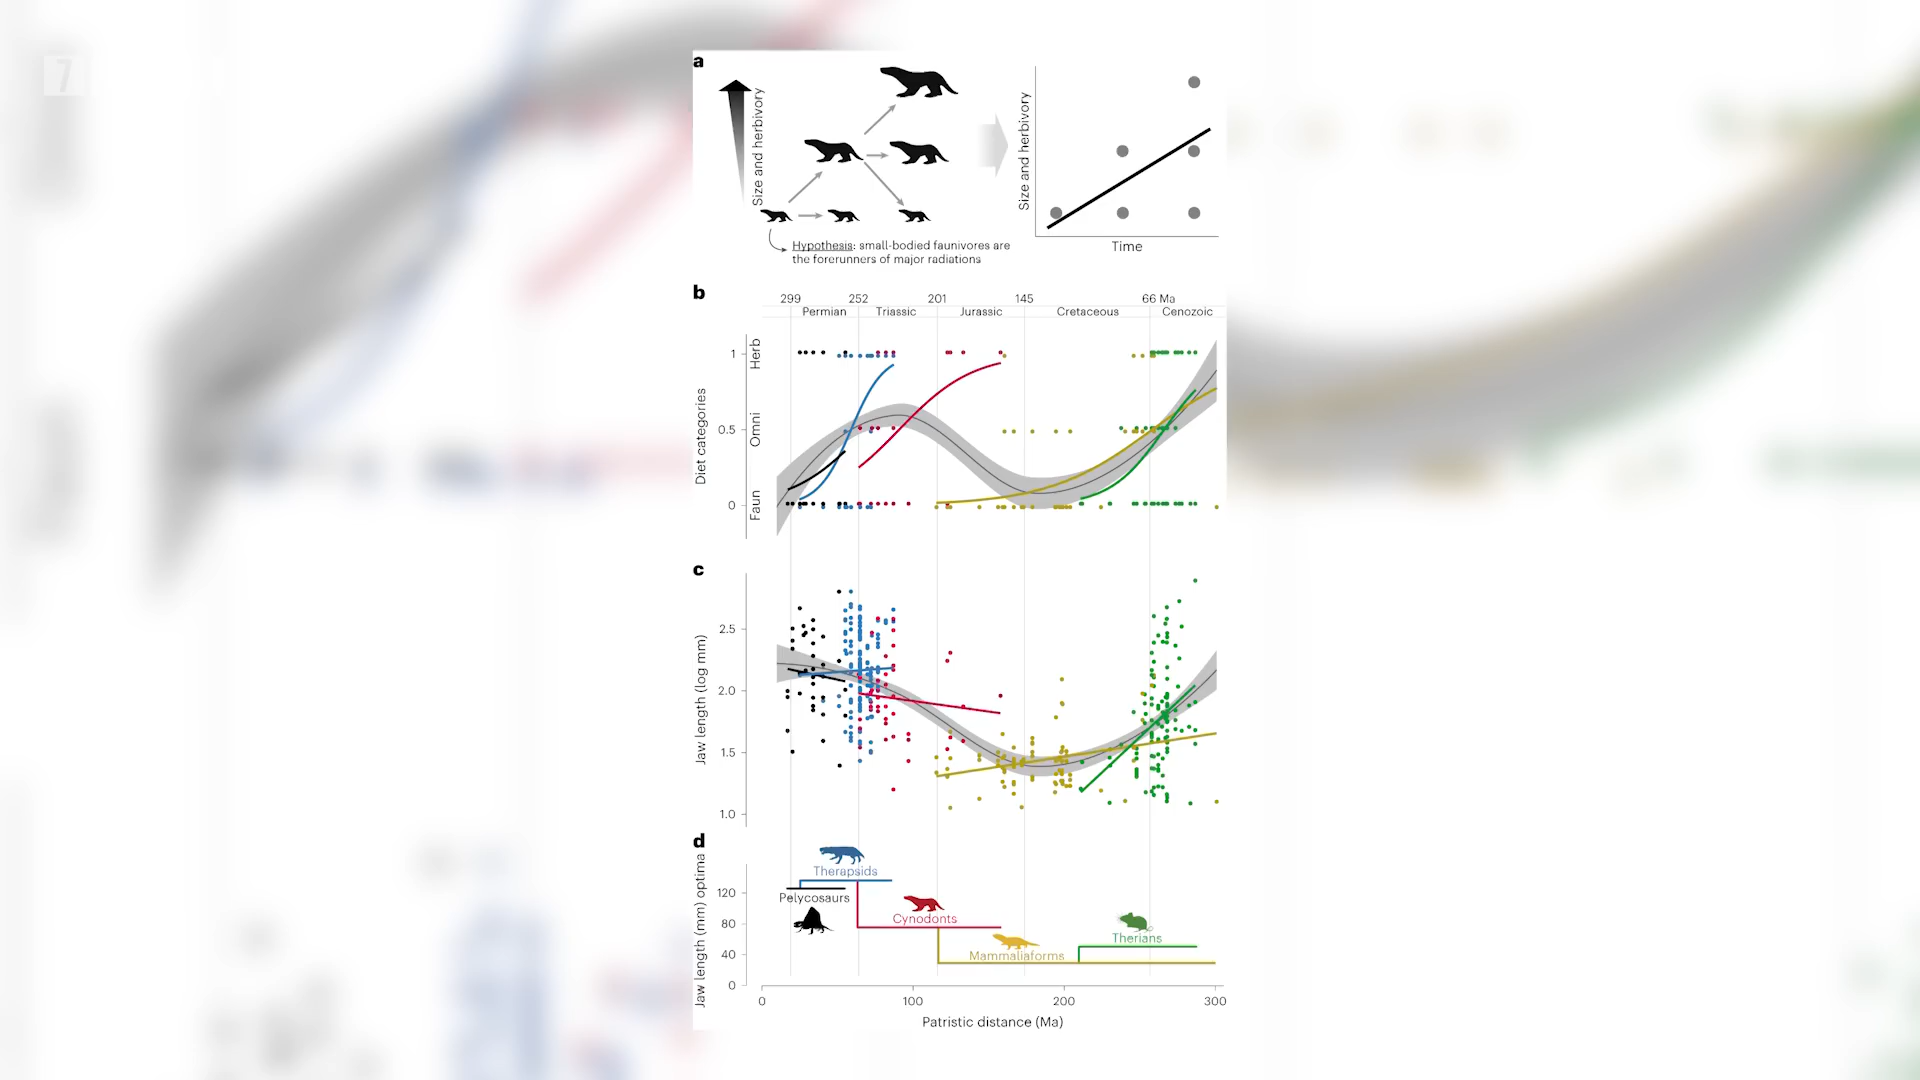 7
a
Size and herbivory
Hypothesis: small-bodied faunivores are
the forerunners of major radiations
Size and herbivory
Time
b
299 252 201 145 66 Ma
Permian Triassic Jurassic Cretaceous Cenozoic
Diet categories
1
0.5
0
Herb
Omni
Faun
c
Jaw length (log mm)
2.5
2.0
1.5
1.0
d
Jaw length (mm) optima
120
80
40
0
Therapsids
Pelycosaurs
Cynodonts
Mammaliaforms
Therians
0 100 200 300
Patristic distance (Ma)